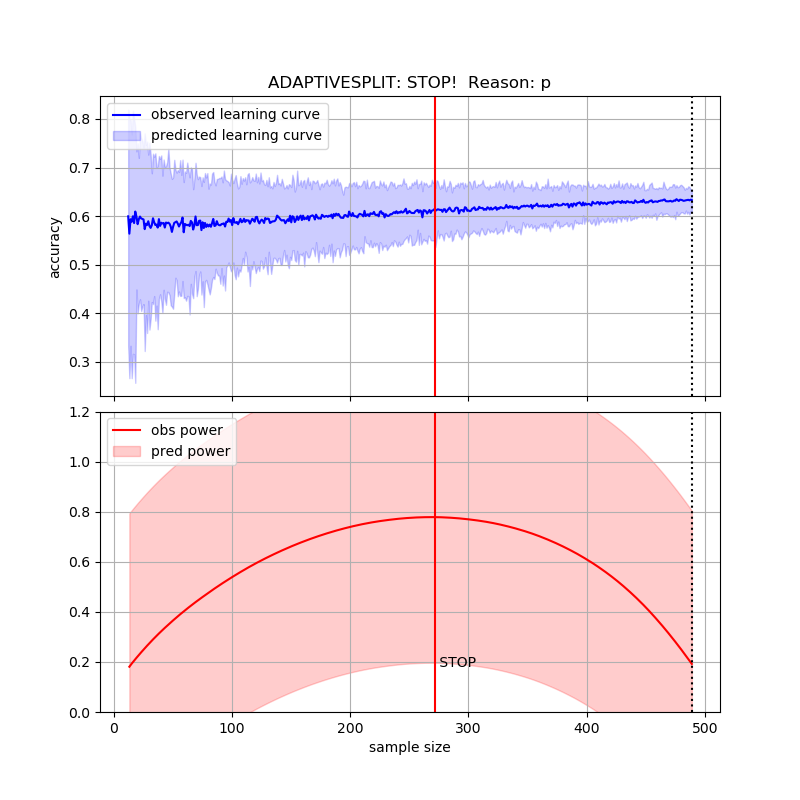 ADAPTIVESPLIT: STOP!  Reason: p
observed learning curve
predicted learning curve
accuracy
0.8
0.7
0.6
0.5
0.4
0.3
obs power
pred power
1.2
1.0
0.8
0.6
0.4
0.2
0.0
STOP
0
100
200
300
400
500
sample size